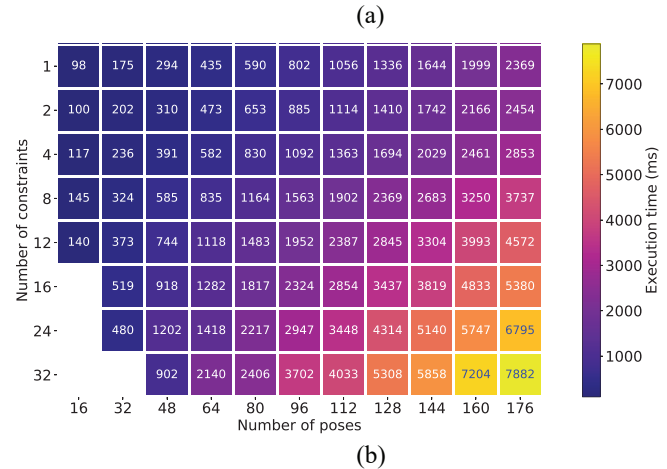 (a)
1 98 175 294 435 590 802 1056 1336 1644 1999 2369
2 100 202 310 473 653 885 1114 1410 1742 2166 2454
4 117 236 391 582 830 1092 1363 1694 2029 2461 2853
8 145 324 585 835 1164 1563 1902 2369 2683 3250 3737
12 140 373 744 1118 1483 1952 2387 2845 3304 3993 4572
16 519 918 1282 1817 2324 2854 3437 3819 4833 5380
24 480 1202 1418 2217 2947 3448 4314 5140 5747 6795
32 902 2140 2406 3702 4033 5308 5858 7204 7882
16 32 48 64 80 96 112 128 144 160 176
Number of poses
Number of constraints
7000
6000
5000
4000
3000
2000
1000
Execution time (ms)
(b)